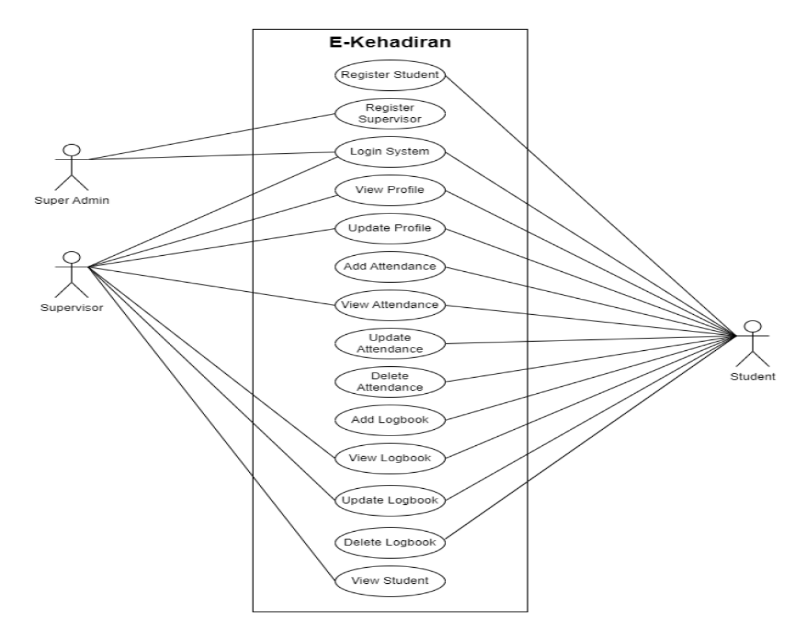 E-Kehadiran
Register Student
Register
Supervisor
Login System
View Profile
Update Profile
Add Attendance
View Attendance
Update
Attendance
Delete
Attendance
Add Logbook
View Logbook
Update Logbook
Delete Logbook
View Student
Super Admin
Supervisor
Student